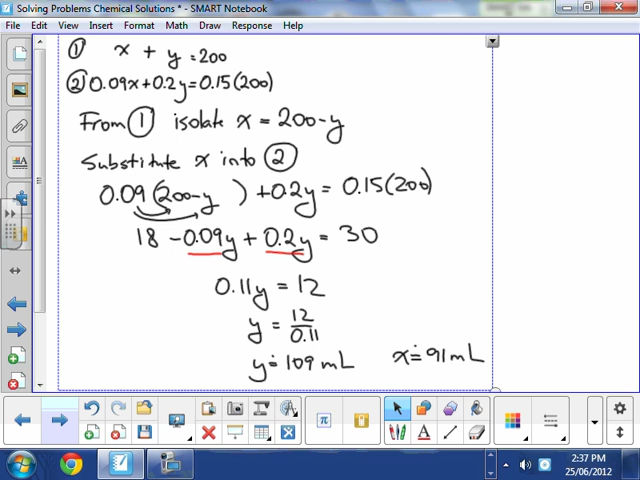 Solving Problems Chemical Solutions * - SMART Notebook
File Edit View Insert Format Tools Add-ons Help
① x + y = 200
② 0.09x+0.2y=0.15(200)
From ① isolate x = 200-y
Substitute x into ②
0.09(200-y ) +0.2y = 0.15(200)
18 - 0.09y + 0.2y = 30
0.11y = 12
y = 12/0.11
y ≐ 109 mL x ≐ 91 mL
π
A
2:37 PM
25/06/2012